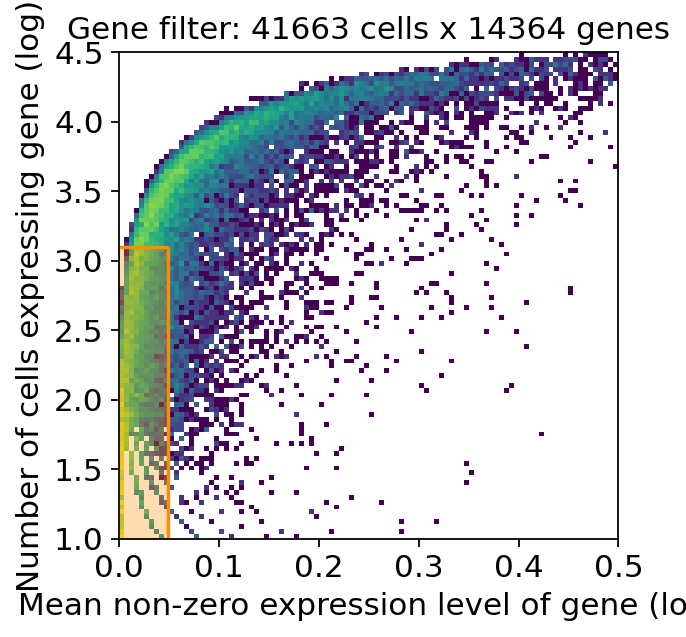 Gene filter: 41663 cells x 14364 genes
Number of cells expressing gene (log)
4.5
4.0
3.5
3.0
2.5
2.0
1.5
1.0
0.0 0.1 0.2 0.3 0.4 0.5
Mean non-zero expression level of gene (lo